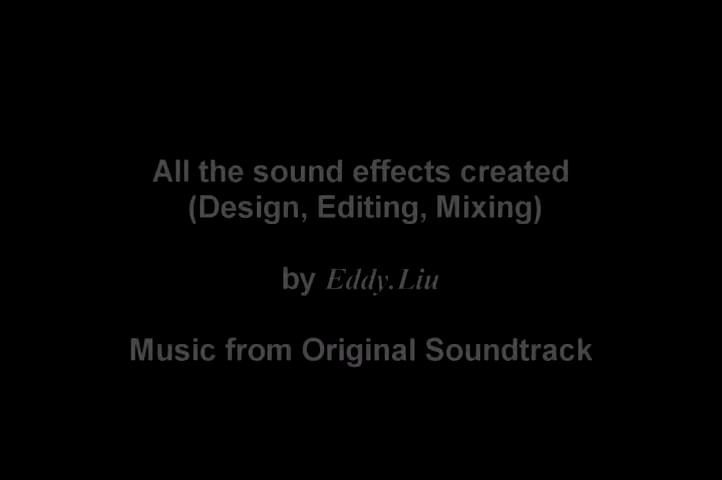 All the sound effects created
(Design, Editing, Mixing)
by Eddy.Liu
Music from Original Soundtrack